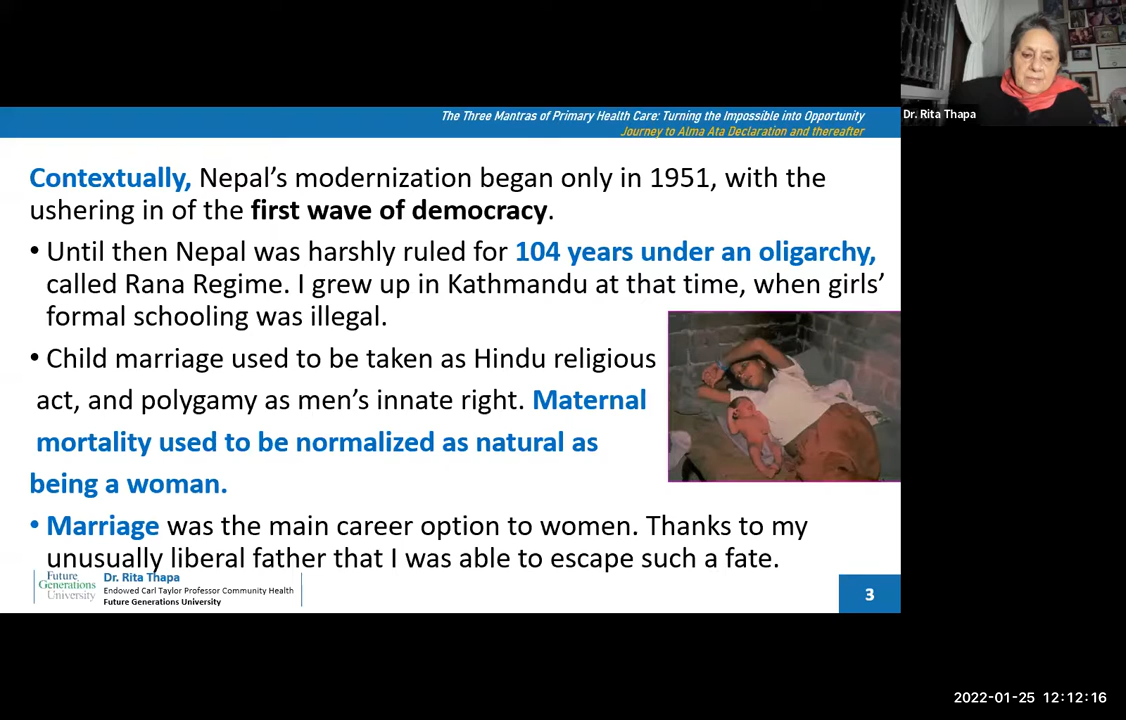 Dr. Rita Thapa
The Three Mantras of Primary Health Care: Turning the Impossible into Opportunity
Journey to Alma Ata Declaration and thereafter
Contextually, Nepal’s modernization began only in 1951, with the
ushering in of the first wave of democracy.
• Until then Nepal was harshly ruled for 104 years under an oligarchy,
called Rana Regime. I grew up in Kathmandu at that time, when girls’
formal schooling was illegal.
• Child marriage used to be taken as Hindu religious
act, and polygamy as men’s innate right. Maternal
mortality used to be normalized as natural as
being a woman.
• Marriage was the main career option to women. Thanks to my
unusually liberal father that I was able to escape such a fate.
Future
Generations
University
Dr. Rita Thapa
Endowed Carl Taylor Professor Community Health
Future Generations University
3
2022-01-25 12:12:16